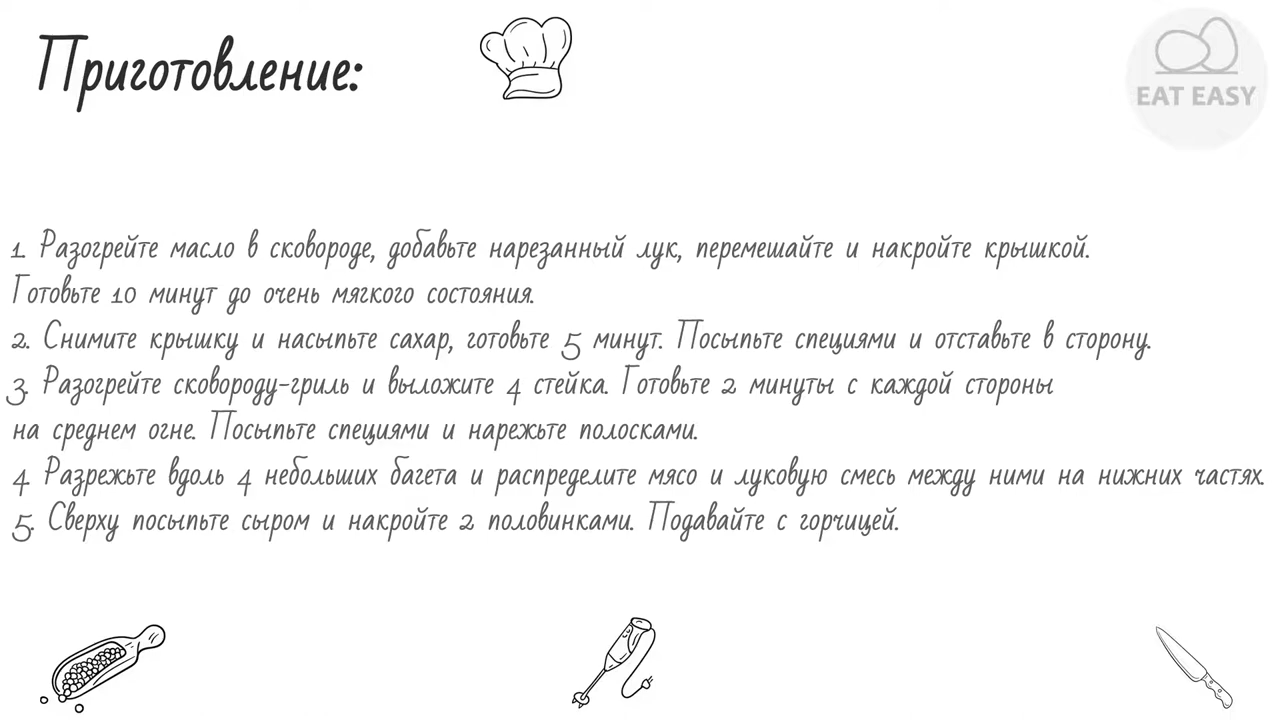 Приготовление:
EAT EASY
1. Разогрейте масло в сковороде, добавьте нарезанный лук, перемешайте и накройте крышкой.
Готовьте 10 минут до очень мягкого состояния.
2. Снимите крышку и насыпьте сахар, готовьте 5 минут. Посыпьте специями и отставьте в сторону.
3. Разогрейте сковороду-гриль и выложите 4 стейка. Готовьте 2 минуты с каждой стороны
на среднем огне. Посыпьте специями и нарежьте полосками.
4. Разрежьте вдоль 4 небольших багета и распределите мясо и луковую смесь между ними на нижних частях.
5. Сверху посыпьте сыром и накройте 2 половинками. Подавайте с горчицей.